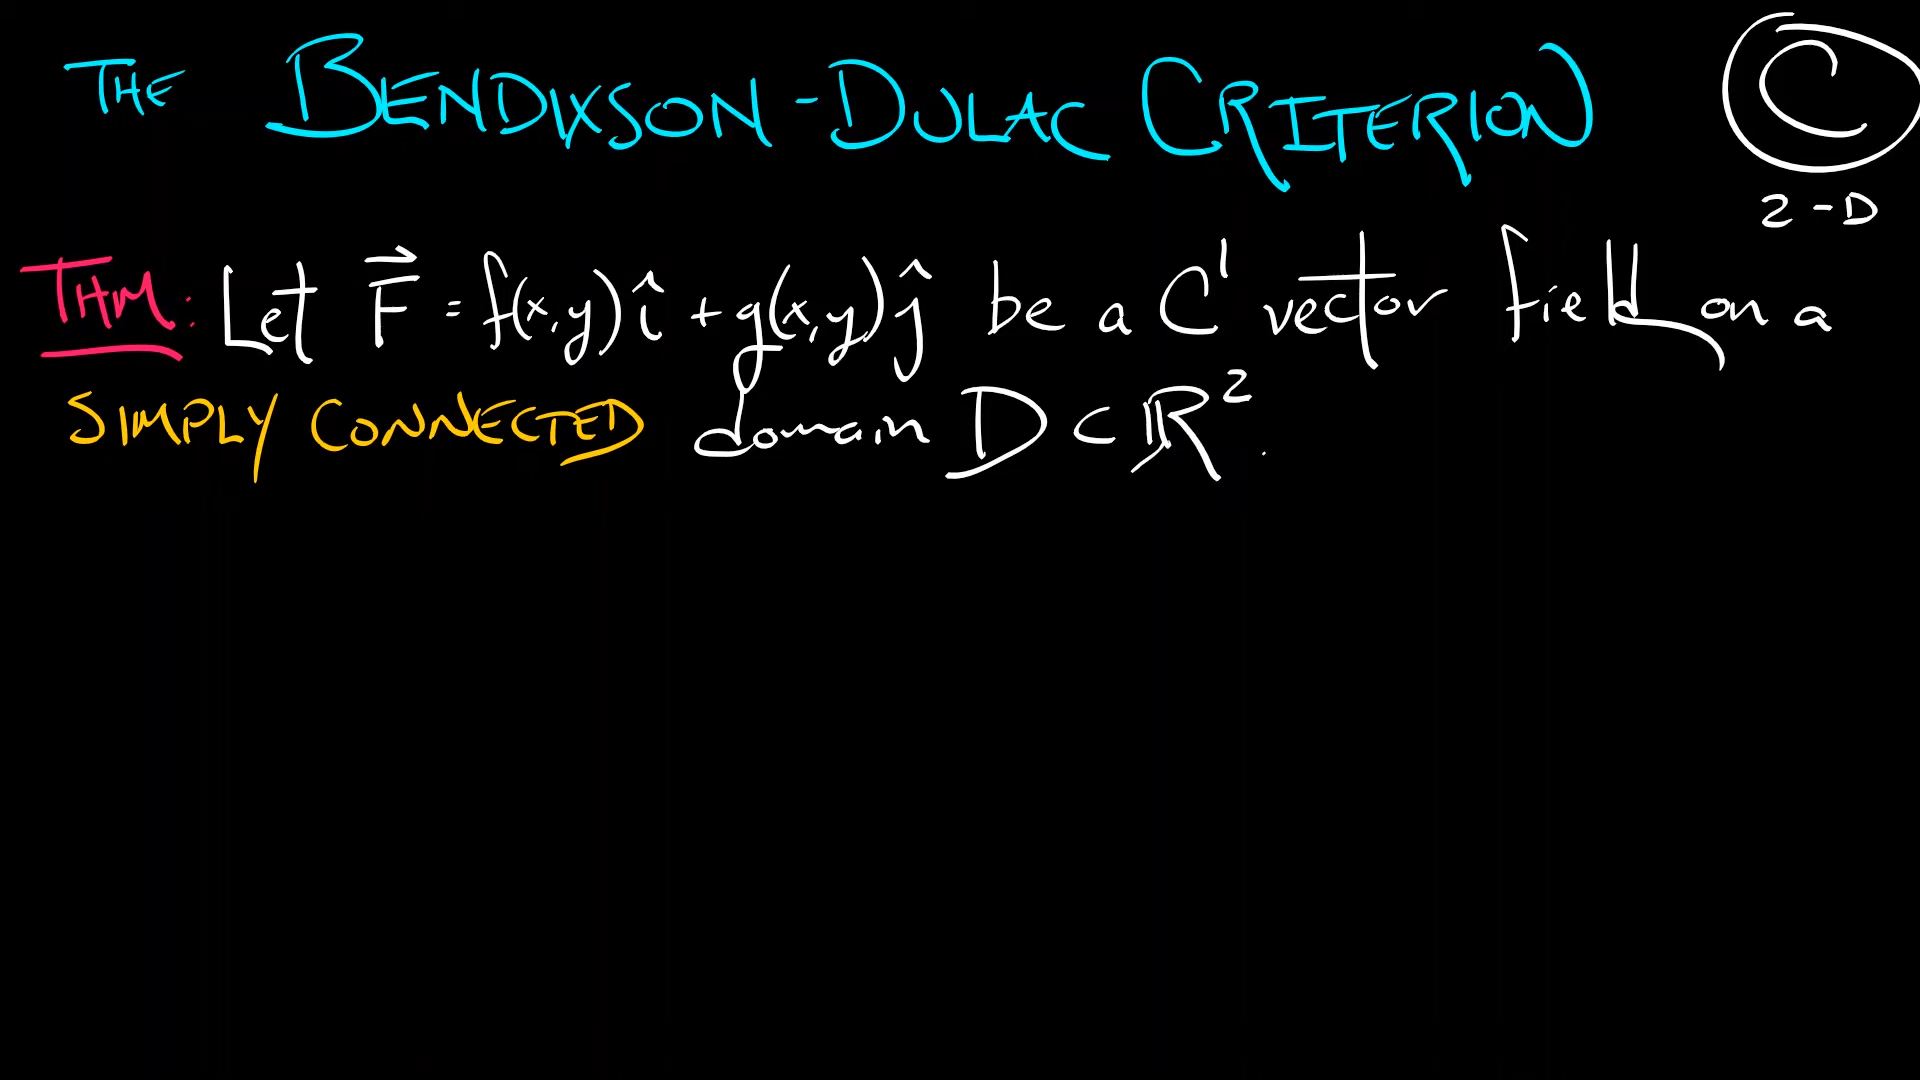 THE BENDIXSON-DULAC CRITERION
C
2-D
THM: Let F⃗ = f(x,y) î + g(x,y) ĵ be a C¹ vector field on a
SIMPLY CONNECTED domain D ⊂ ℝ².